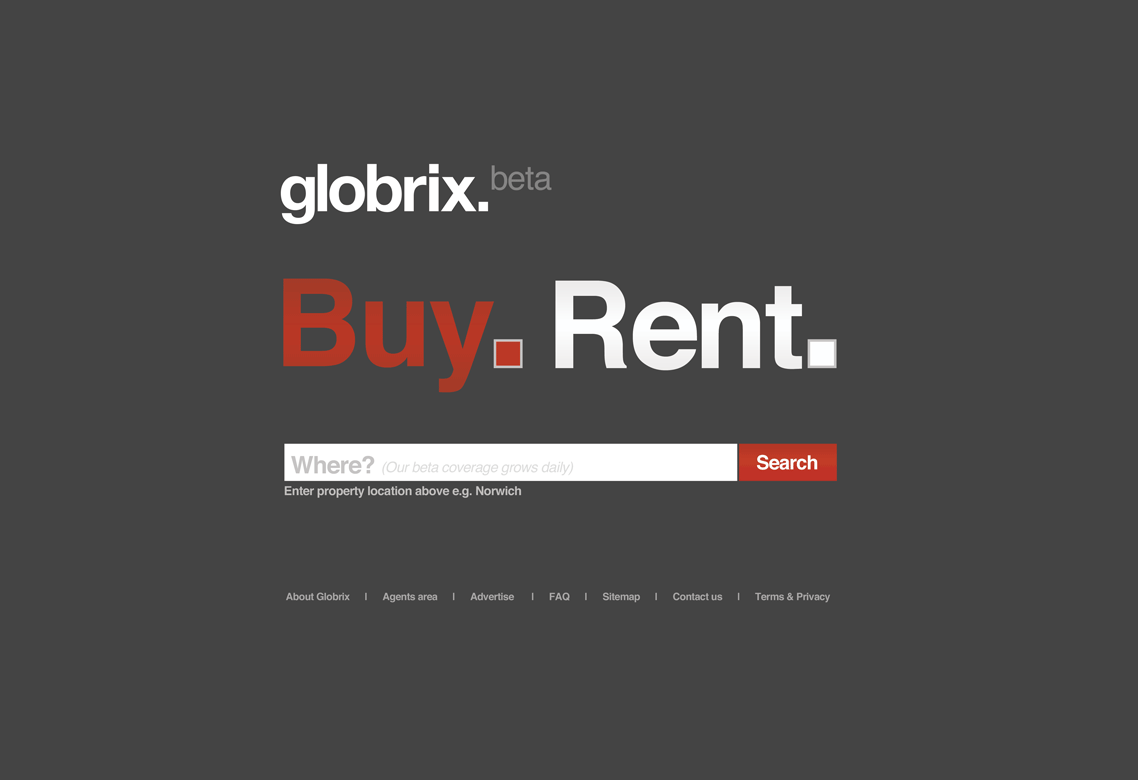 globrix. beta
Buy. Rent.
Where? (Our beta coverage grows daily) Search
Enter property location above e.g. Norwich
About Globrix | Agents area | Advertise | FAQ | Sitemap | Contact us | Terms & Privacy